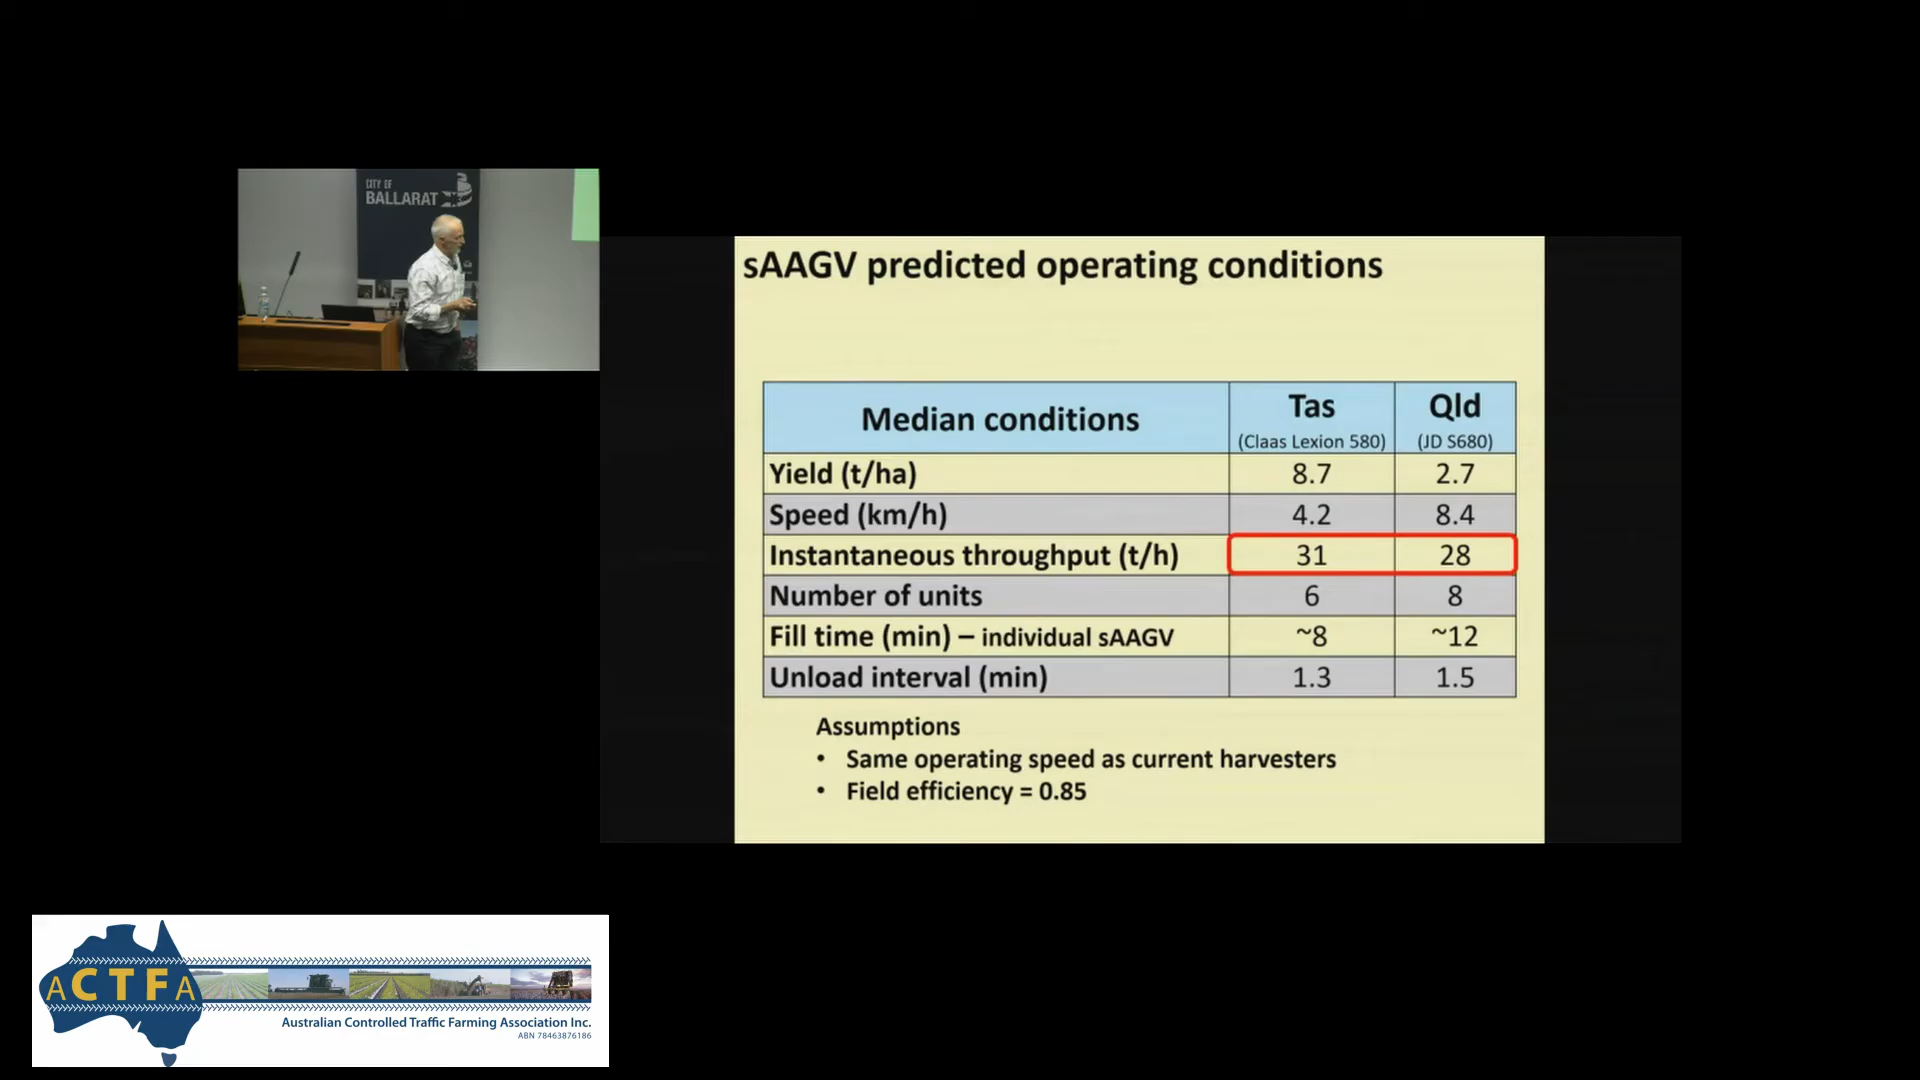 CITY OF
BALLARAT
sAAGV predicted operating conditions
Median conditions
Tas
(Claas Lexion 580)
Qld
(JD S680)
Yield (t/ha) 8.7 2.7
Speed (km/h) 4.2 8.4
Instantaneous throughput (t/h) 31 28
Number of units 6 8
Fill time (min) – individual sAAGV ~8 ~12
Unload interval (min) 1.3 1.5
Assumptions
• Same operating speed as current harvesters
• Field efficiency = 0.85
ACTFA
Australian Controlled Traffic Farming Association Inc.
ABN 78463876186